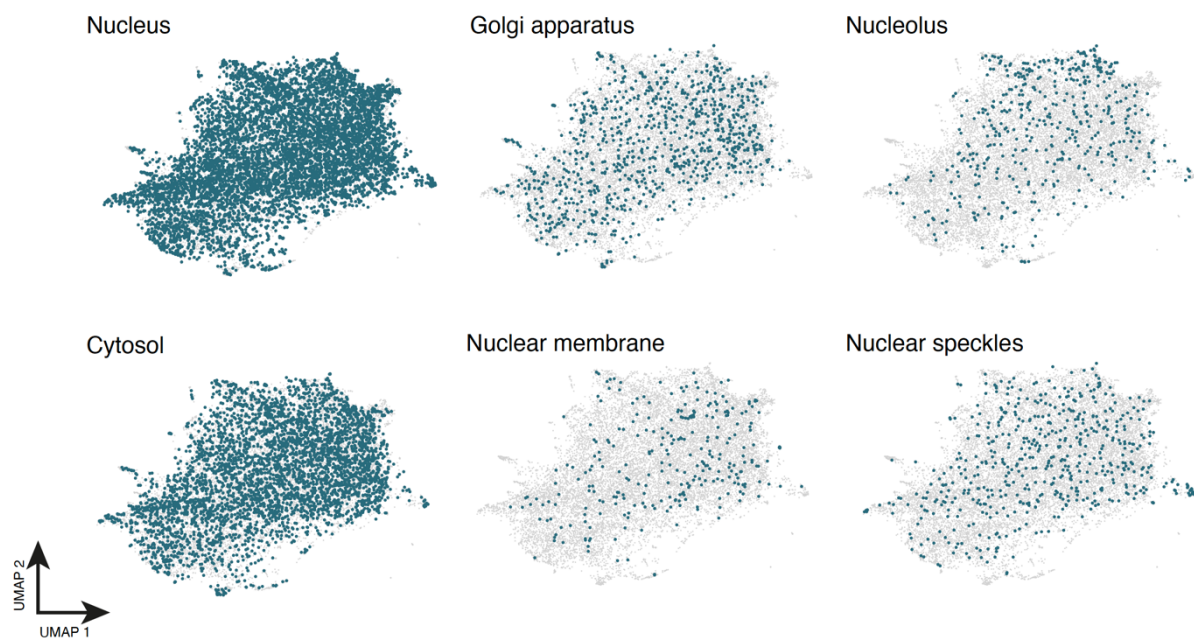 Nucleus
Golgi apparatus
Nucleolus
Cytosol
Nuclear membrane
Nuclear speckles
UMAP 2
UMAP 1